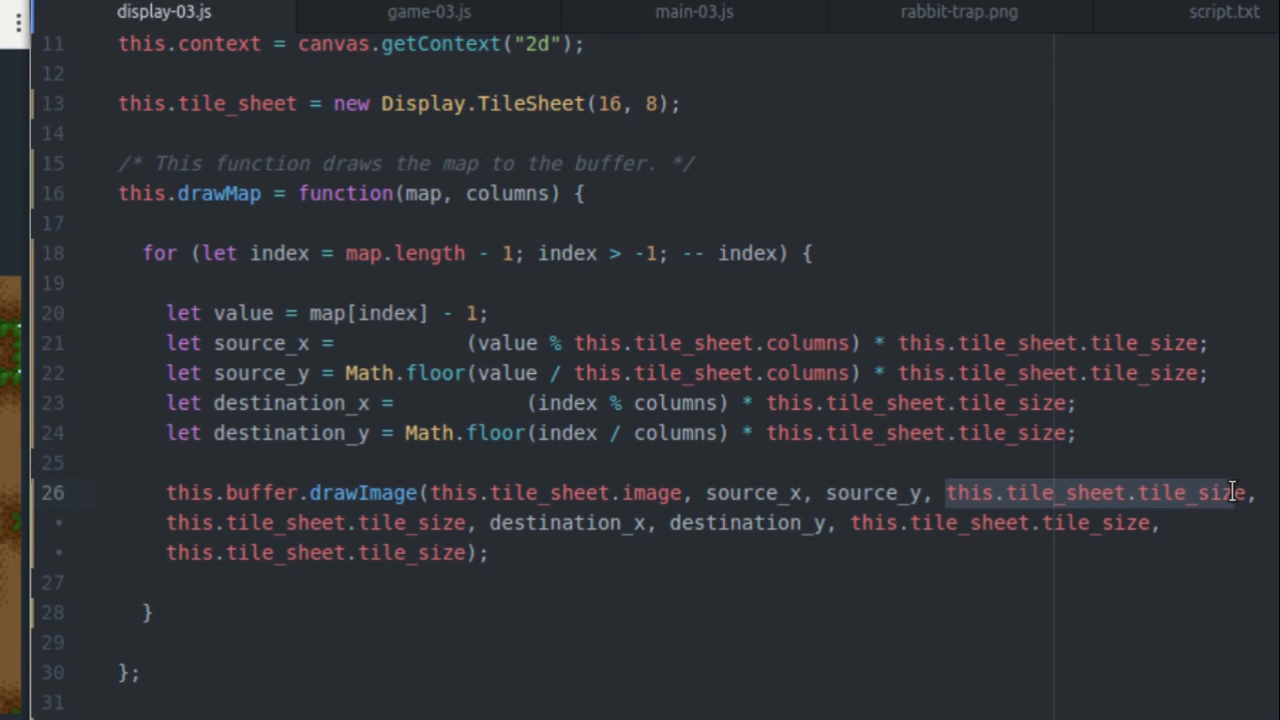 display-03.js game-03.js main-03.js rabbit-trap.png script.txt
11 this.context = canvas.getContext("2d");
12
13 this.tile_sheet = new Display.TileSheet(16, 8);
14
15 /* This function draws the map to the buffer. */
16 this.drawMap = function(map, columns) {
17
18 for (let index = map.length - 1; index > -1; -- index) {
19
20 let value = map[index] - 1;
21 let source_x = (value % this.tile_sheet.columns) * this.tile_sheet.tile_size;
22 let source_y = Math.floor(value / this.tile_sheet.columns) * this.tile_sheet.tile_size;
23 let destination_x = (index % columns) * this.tile_sheet.tile_size;
24 let destination_y = Math.floor(index / columns) * this.tile_sheet.tile_size;
25
26 this.buffer.drawImage(this.tile_sheet.image, source_x, source_y, this.tile_sheet.tile_size,
• this.tile_sheet.tile_size, destination_x, destination_y, this.tile_sheet.tile_size,
• this.tile_sheet.tile_size);
27
28 }
29
30 };
31